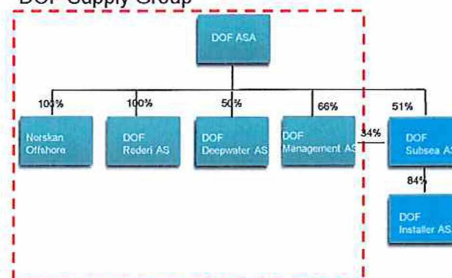 DOF Supply Group
DOF ASA
100%
100%
50%
66%
51%
Norskan
Offshore
DOF
Rederi AS
DOF
Deepwater AS
DOF
Management AS
34%
DOF
Subsea AS
84%
DOF
Installer AS